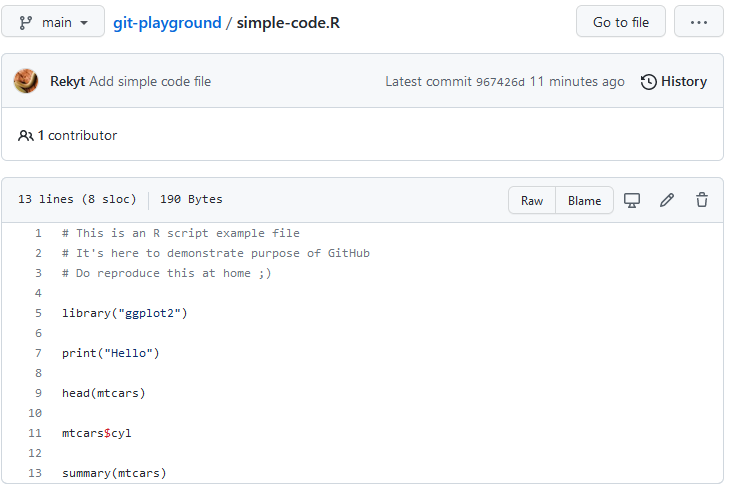 main git-playground / simple-code.R Go to file ...
Rekyt Add simple code file Latest commit 967426d 11 minutes ago History
1 contributor
13 lines (8 sloc) 190 Bytes Raw Blame
1 # This is an R script example file
2 # It's here to demonstrate purpose of GitHub
3 # Do reproduce this at home ;)
4
5 library("ggplot2")
6
7 print("Hello")
8
9 head(mtcars)
10
11 mtcars$cyl
12
13 summary(mtcars)